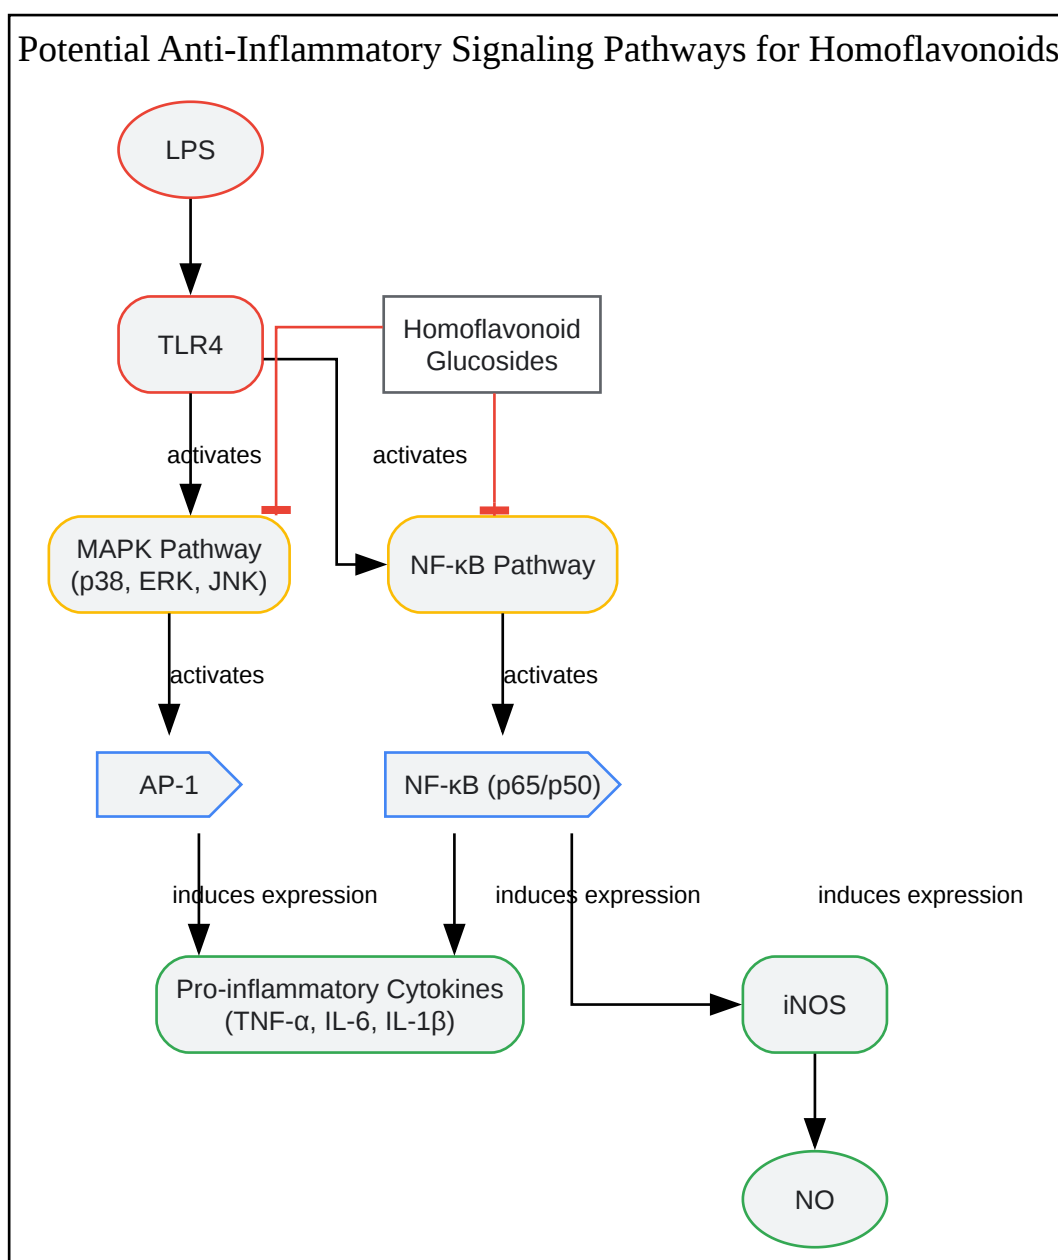 Potential Anti-Inflammatory Signaling Pathways for Homoflavonoids
LPS
TLR4
Homoflavonoid
Glucosides
activates
activates
MAPK Pathway
(p38, ERK, JNK)
NF-κB Pathway
activates
activates
AP-1
NF-κB (p65/p50)
induces expression
induces expression
induces expression
Pro-inflammatory Cytokines
(TNF-α, IL-6, IL-1β)
iNOS
NO